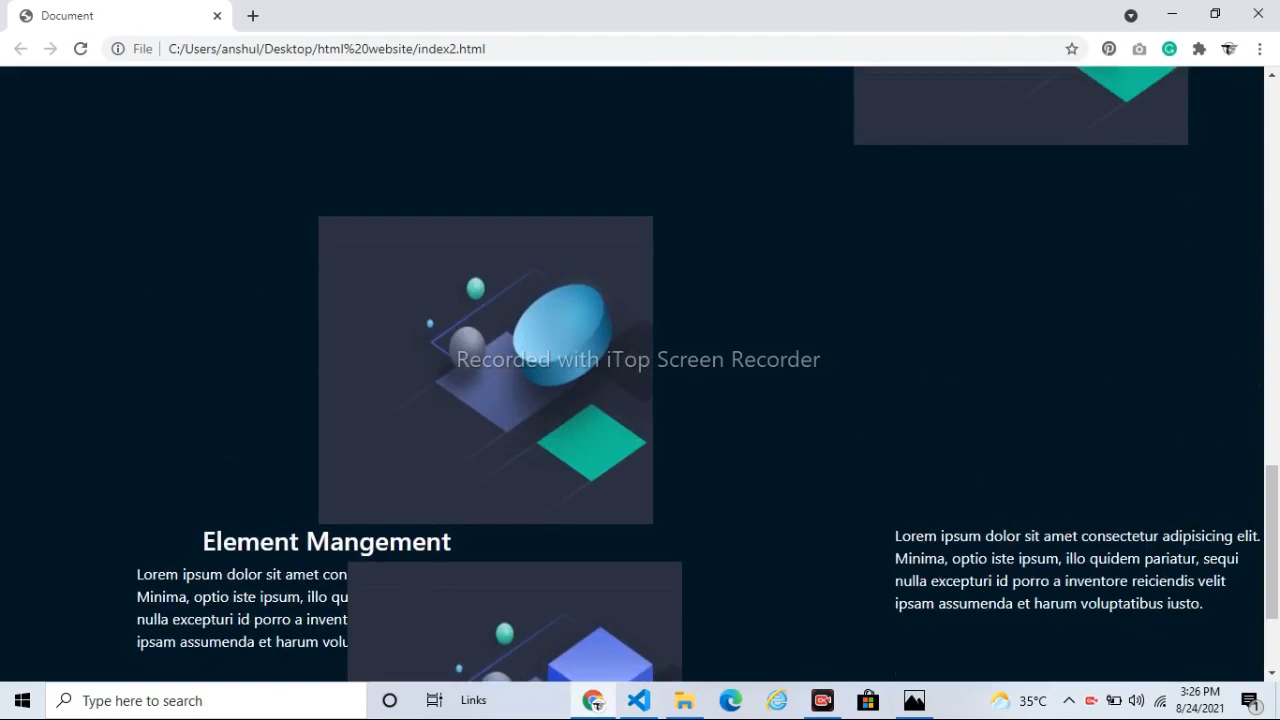 Document
File
C:/Users/anshul/Desktop/html%20website/index2.html
Recorded with iTop Screen Recorder
Element Mangement
Lorem ipsum dolor sit amet con
Minima, optio iste ipsum, illo qu
nulla excepturi id porro a invent
ipsam assumenda et harum volu
Lorem ipsum dolor sit amet consectetur adipisicing elit.
Minima, optio iste ipsum, illo quidem pariatur, sequi
nulla excepturi id porro a inventore reiciendis velit
ipsam assumenda et harum voluptatibus iusto.
Type here to search
Links
35°C
3:26 PM
8/24/2021